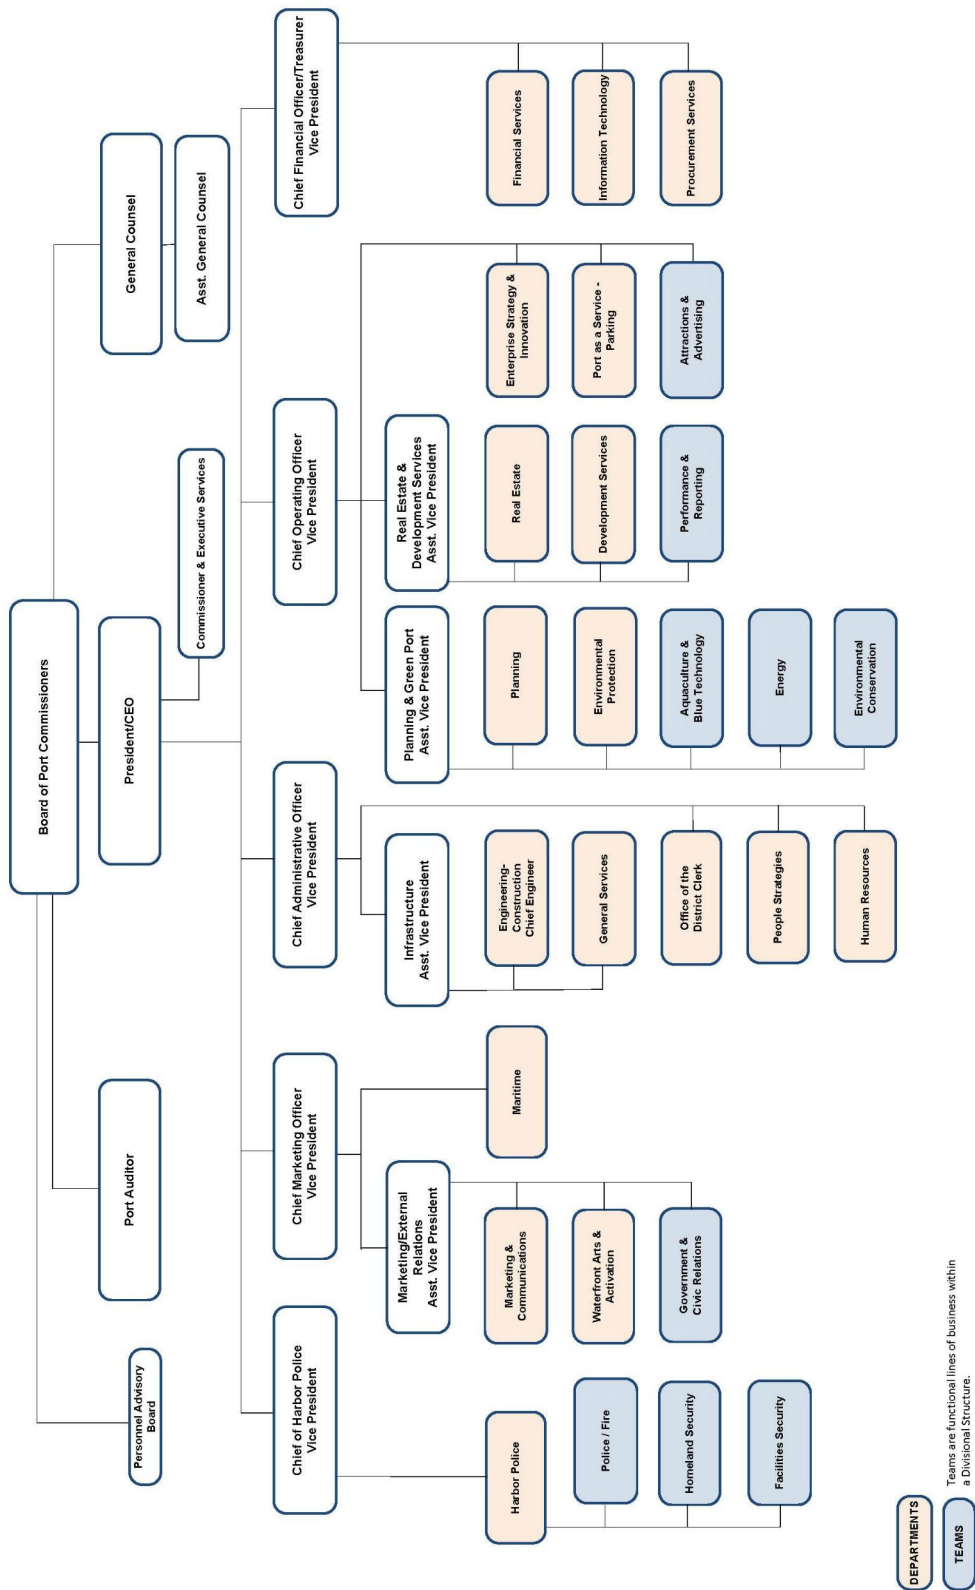 Board of Port Commissioners
Personnel Advisory
Board
Port Auditor
President/CEO
General Counsel
Asst. General Counsel
Commissioner & Executive Services
Chief of Harbor Police
Vice President
Chief Marketing Officer
Vice President
Chief Administrative Officer
Vice President
Chief Operating Officer
Vice President
Chief Financial Officer/Treasurer
Vice President
Marketing/External
Relations
Asst. Vice President
Infrastructure
Asst. Vice President
Planning & Green Port
Asst. Vice President
Real Estate &
Development Services
Asst. Vice President
Harbor Police
Police / Fire
Homeland Security
Facilities Security
Marketing &
Communications
Waterfront Arts &
Activation
Government &
Civic Relations
Maritime
Engineering-
Construction
Chief Engineer
General Services
Office of the
District Clerk
People Strategies
Human Resources
Planning
Environmental
Protection
Aquaculture &
Blue Technology
Energy
Environmental
Conservation
Real Estate
Development Services
Performance &
Reporting
Enterprise Strategy &
Innovation
Port as a Service -
Parking
Attractions &
Advertising
Financial Services
Information Technology
Procurement Services
DEPARTMENTS
TEAMS
Teams are functional lines of business within
a Divisional Structure.